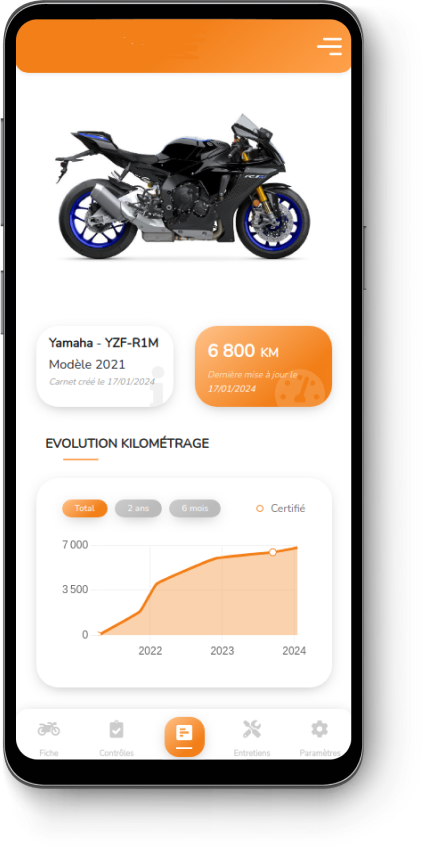 Yamaha - YZF-R1M
Modèle 2021
Carnet créé le 17/01/2024
6 800 KM
Dernière mise à jour le
17/01/2024
EVOLUTION KILOMÉTRAGE
Total
2 ans
6 mois
Certifié
7 000
3 500
0
2022
2023
2024
Fiche
Contrôles
Entretiens
Paramètres